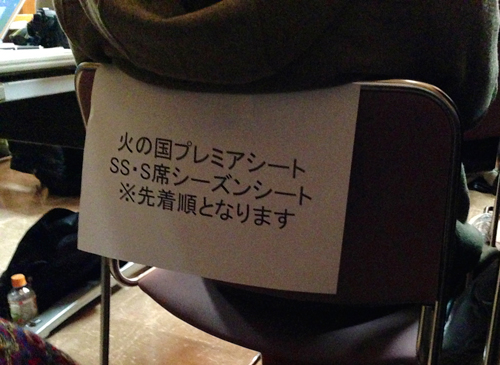 火の国プレミアシート
SS・S席シーズンシート
※先着順となります